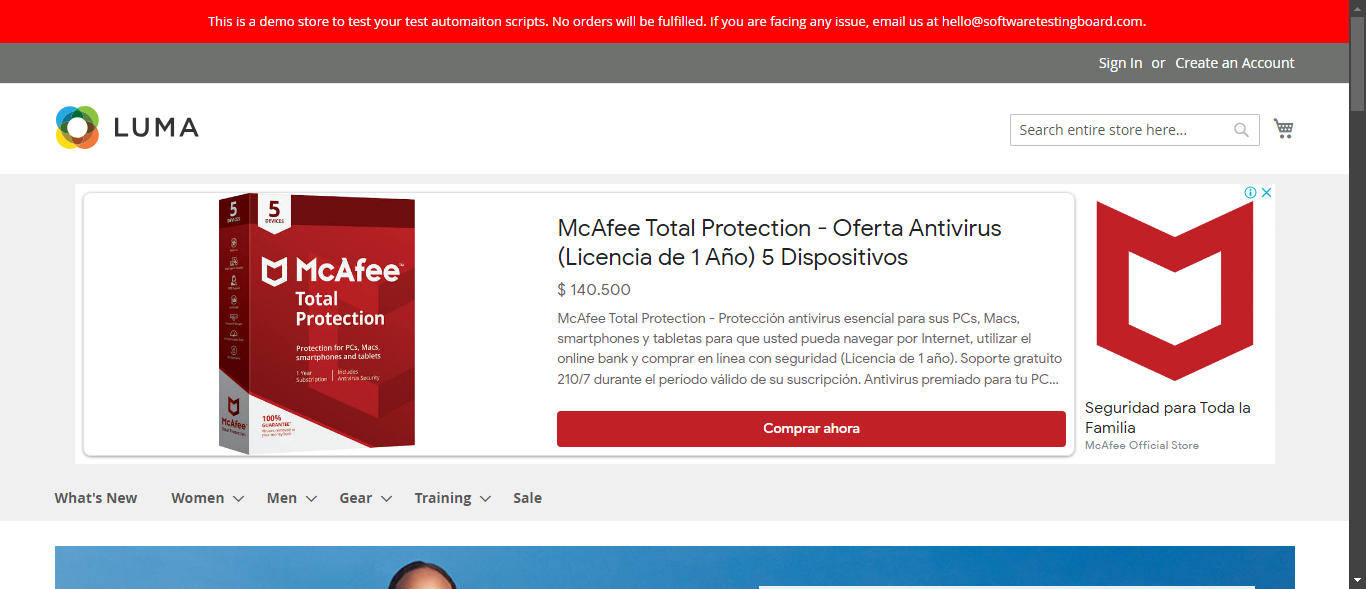 This is a demo store to test your test automaiton scripts. No orders will be fulfilled. If you are facing any issue, email us at hello@softwaretestingboard.com.
Sign In or Create an Account
LUMA
Search entire store here...
5
DEVICES
5
DEVICES
McAfee™
Total
Protection
Protection for PCs, Macs,
smartphones and tablets
1 Year
Subscription
Includes
Antivirus Security
100%
GUARANTEE*
McAfee
McAfee Total Protection - Oferta Antivirus
(Licencia de 1 Año) 5 Dispositivos
$ 140.500
McAfee Total Protection - Protección antivirus esencial para sus PCs, Macs,
smartphones y tabletas para que usted pueda navegar por Internet, utilizar el
online bank y comprar en línea con seguridad (Licencia de 1 año). Soporte gratuito
210/7 durante el periodo válido de su suscripción. Antivirus premiado para tu PC...
Comprar ahora
Seguridad para Toda la
Familia
McAfee Official Store
What's New Women Men Gear Training Sale